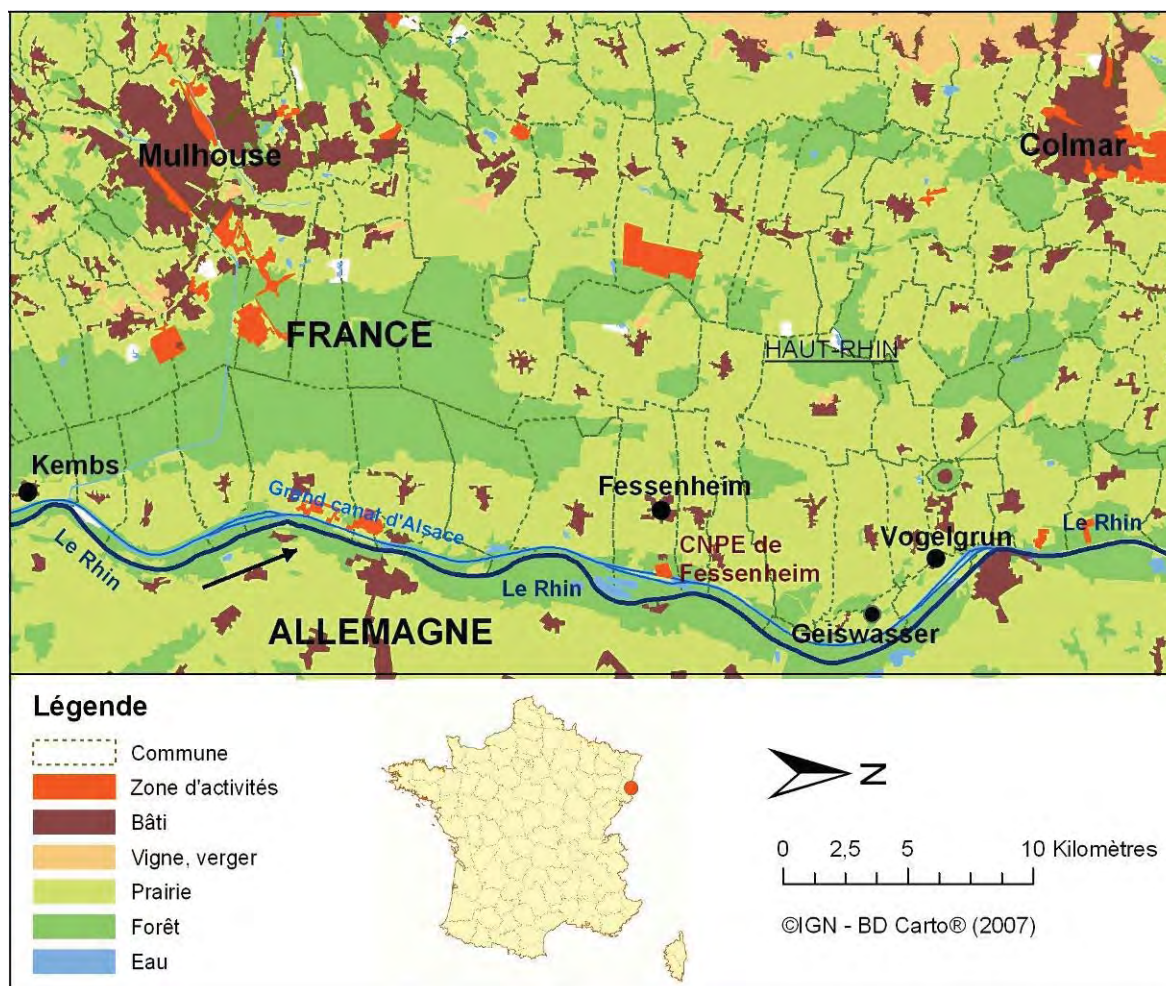 Mulhouse
Colmar
FRANCE
HAUT-RHIN
Kembs
Grand canal d'Alsace
Fessenheim
Le Rhin
Vogelgrun
Le Rhin
CNPE de
Fessenheim
Le Rhin
Geiswasser
ALLEMAGNE
Légende
Commune
Zone d'activités
Bâti
Vigne, verger
Prairie
Forêt
Eau
N
0 2,5 5 10 Kilomètres
©IGN - BD Carto® (2007)